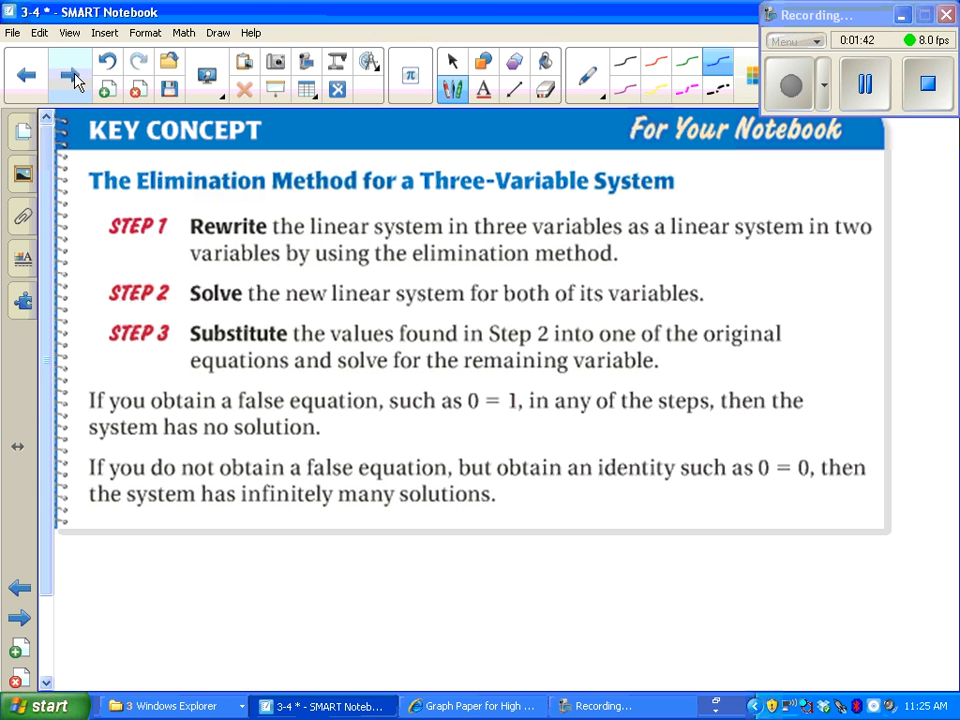 3-4 * - SMART Notebook
Recording...
File Edit View Insert Format Math Draw Help
Menu 0:01:42 8.0 fps
KEY CONCEPT For Your Notebook
The Elimination Method for a Three-Variable System
STEP 1 Rewrite the linear system in three variables as a linear system in two
variables by using the elimination method.
STEP 2 Solve the new linear system for both of its variables.
STEP 3 Substitute the values found in Step 2 into one of the original
equations and solve for the remaining variable.
If you obtain a false equation, such as 0 = 1, in any of the steps, then the
system has no solution.
If you do not obtain a false equation, but obtain an identity such as 0 = 0, then
the system has infinitely many solutions.
start 3 Windows Explorer 3-4 * - SMART Noteb... Graph Paper for High ... Recording... 11:25 AM